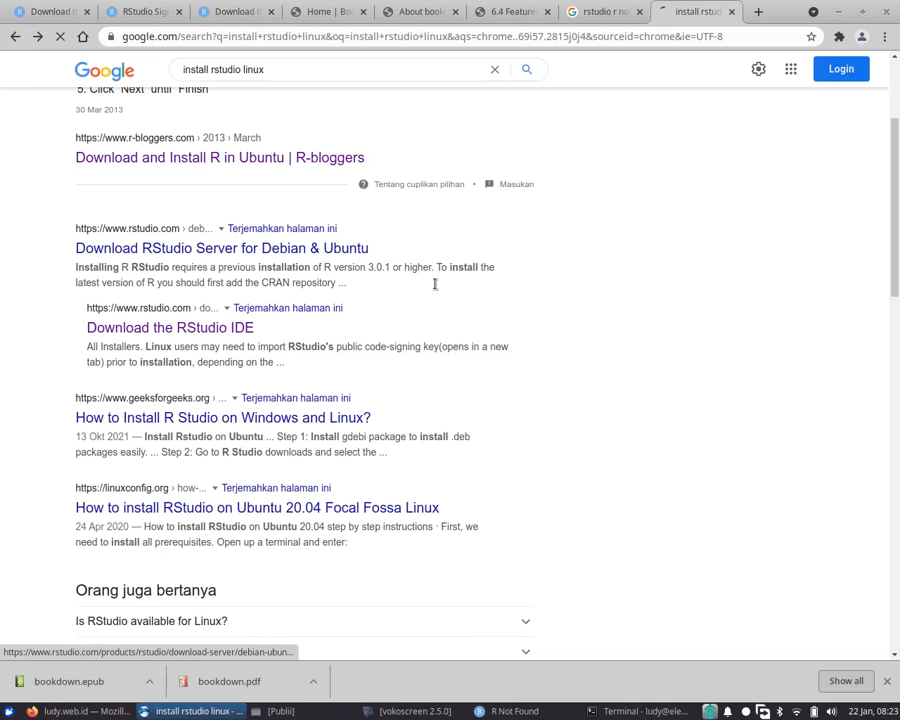 Download th
RStudio Sig
Download th
Home | Boo
About book
6.4 Feature
rstudio r no
install rstud
google.com/search?q=install+rstudio+linux&oq=install+rstudio+linux&aqs=chrome..69i57.2815j0j4&sourceid=chrome&ie=UTF-8
Google
install rstudio linux
Login
5. Click "Next" until "Finish"
30 Mar 2013
https://www.r-bloggers.com › 2013 › March
Download and Install R in Ubuntu | R-bloggers
Tentang cuplikan pilihan • Masukan
https://www.rstudio.com › deb... Terjemahkan halaman ini
Download RStudio Server for Debian & Ubuntu
Installing R RStudio requires a previous installation of R version 3.0.1 or higher. To install the
latest version of R you should first add the CRAN repository ...
https://www.rstudio.com › do... Terjemahkan halaman ini
Download the RStudio IDE
All Installers. Linux users may need to import RStudio's public code-signing key(opens in a new
tab) prior to installation, depending on the ...
https://www.geeksforgeeks.org › ... Terjemahkan halaman ini
How to Install R Studio on Windows and Linux?
13 Okt 2021 — Install Rstudio on Ubuntu ... Step 1: Install gdebi package to install .deb
packages easily. ... Step 2: Go to R Studio downloads and select the ...
https://linuxconfig.org › how-... Terjemahkan halaman ini
How to install RStudio on Ubuntu 20.04 Focal Fossa Linux
24 Apr 2020 — How to install RStudio on Ubuntu 20.04 step by step instructions · First, we
need to install all prerequisites. Open up a terminal and enter:
Orang juga bertanya
Is RStudio available for Linux?
https://www.rstudio.com/products/rstudio/download-server/debian-ubun...
bookdown.epub
bookdown.pdf
Show all
ludy.web.id — Mozill...
install rstudio linux - ...
[Publii]
[vokoscreen 2.5.0]
R Not Found
Terminal - ludy@ele...
22 Jan, 08:23